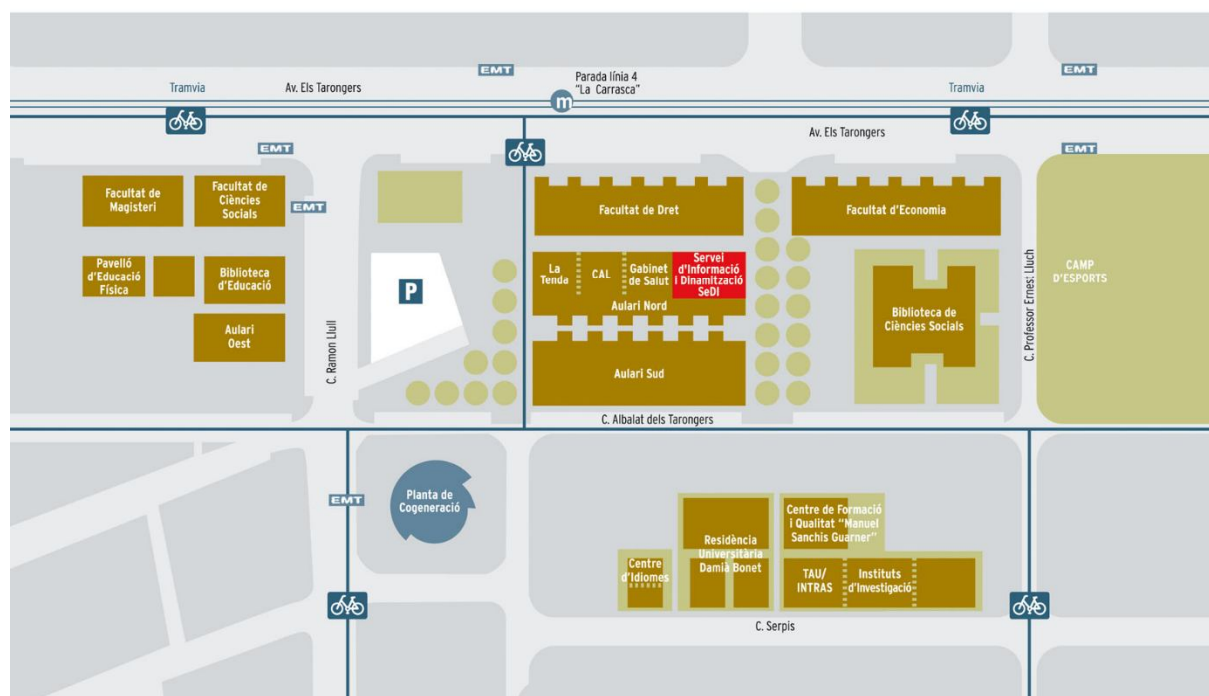 EMT
Parada línia 4
"La Carrasca"
EMT
Tramvia
Av. Els Tarongers
Tramvia
m
Av. Els Tarongers
EMT
EMT
Facultat de
Magisteri
Facultat de
Ciències
Socials
EMT
Facultat de Dret
Facultat d'Economia
Pavelló
d'Educació
Física
Biblioteca
d'Educació
P
La
Tenda
CAL
Gabinet
de Salut
Servei
d'Informació
i DInamització
SeDI
Aulari Nord
Biblioteca de
Ciències Socials
C. Professor Ernes: Lluch
CAMP
D'ESPORTS
Aulari
Oest
C. Ramon Llull
Aulari Sud
C. Albalat dels Tarongers
EMT
Planta de
Cogeneració
Centre
d'Idiomes
Residència
Universitària
Damià Bonet
Centre de Formació
i Qualitat "Manuel
Sanchis Guarner"
TAU/
INTRAS
Instituts
d'Investigació
C. Serpis